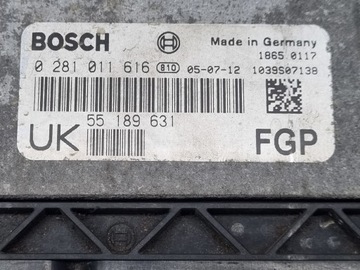 BOSCH Made in Germany
1865 0117
0 281 011 616 B10 05-07-12 1039S07138
UK 55 189 631 FGP